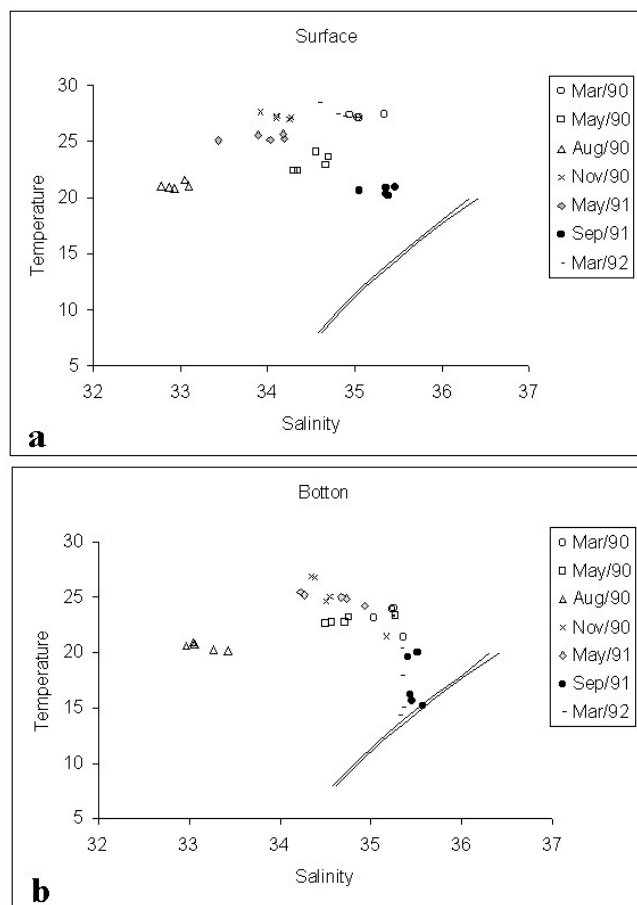 Surface
30
25
20
15
10
5
Temperature
32 33 34 35 36 37
Salinity
Mar/90
May/90
Aug/90
Nov/90
May/91
Sep/91
Mar/92
a
Botton
30
25
20
15
10
5
Temperature
32 33 34 35 36 37
Salinity
Mar/90
May/90
Aug/90
Nov/90
May/91
Sep/91
Mar/92
b